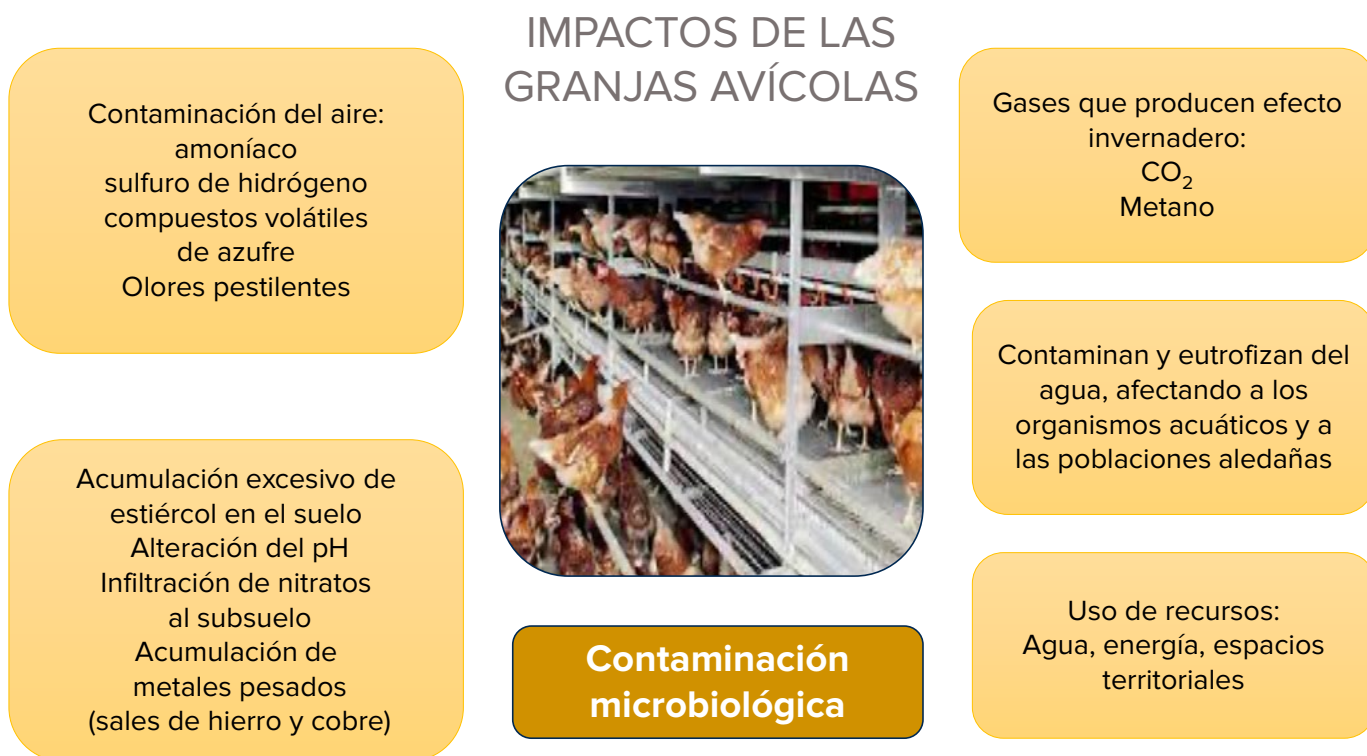 IMPACTOS DE LAS
GRANJAS AVÍCOLAS
Contaminación del aire:
amoníaco
sulfuro de hidrógeno
compuestos volátiles
de azufre
Olores pestilentes
Acumulación excesivo de
estiércol en el suelo
Alteración del pH
Infiltración de nitratos
al subsuelo
Acumulación de
metales pesados
(sales de hierro y cobre)
Contaminación
microbiológica
Gases que producen efecto
invernadero:
CO₂
Metano
Contaminan y eutrofizan del
agua, afectando a los
organismos acuáticos y a
las poblaciones aledañas
Uso de recursos:
Agua, energía, espacios
territoriales